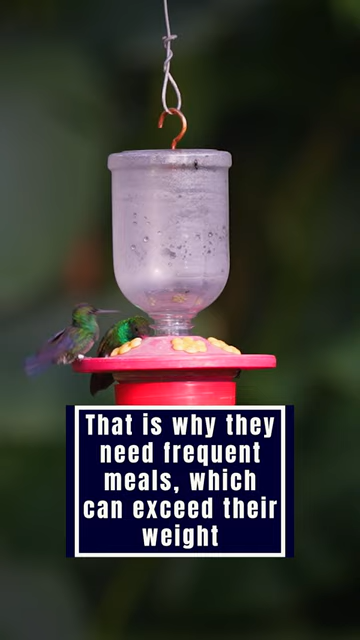 That is why they
need frequent
meals, which
can exceed their
weight